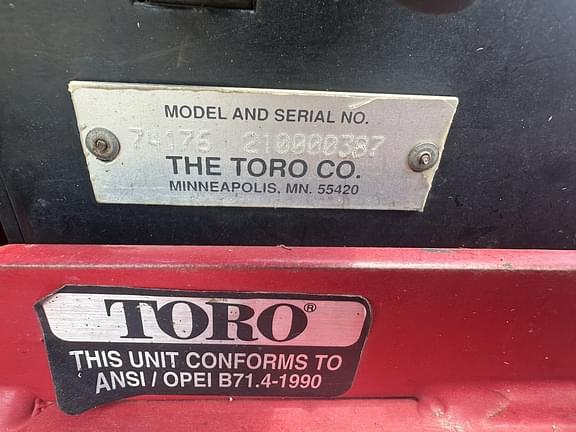 MODEL AND SERIAL NO.
74176 210000387
THE TORO CO.
MINNEAPOLIS, MN. 55420
TORO®
THIS UNIT CONFORMS TO
ANSI / OPEI B71.4-1990